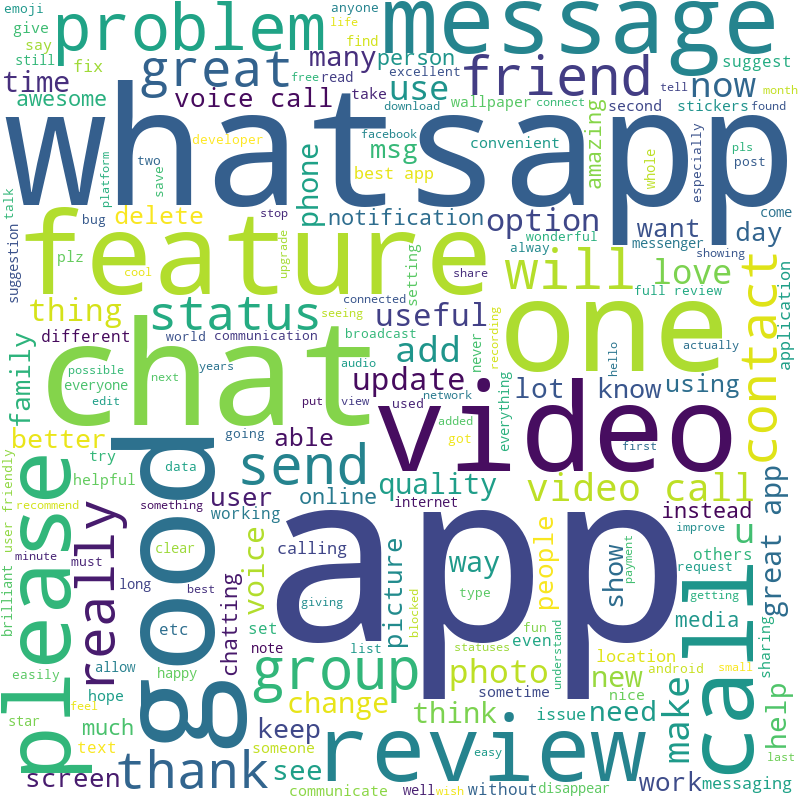 emoji
give
say
still
fix
problem
message
anyone
life
find
great
many
person
friend
now
suggest
time
awesome
voice call
free
read
take
excellent
use
download
wallpaper
connect
second
stickers
tell
month
found
whatsapp
developer
facebook
msg
best app
convenient
amazing
whole
especially
pls
post
talk
platform
two
save
phone
delete
notification
option
want
come
day
bug
stop
suggestion
plz
cool
upgrade
feature
setting
alway
wonderful
messenger
showing
share
will
love
full review
contact
application
thing
status
connected
seeing
useful
recording
one
hello
different
world
communication
broadcast
add
never
actually
family
possible
everyone
edit
next
years
audio
chat
update
lot
know
using
put
view
used
network
everything
added
got
video
first
better
going
able
try
helpful
data
good
send
quality
video call
user friendly
recommend
something
user
online
internet
instead
u
great app
working
improve
minute
must
please
really
clear
calling
voice
app
way
people
show
payment
others
request
brilliant
long
best
giving
picture
blocked
type
getting
call
etc
chatting
set
media
easily
allow
note
list
group
statuses
fun
even
understand
photo
location
android
small
sharing
star
feel
hope
happy
sometime
new
nice
make
help
much
change
think
issue
need
text
someone
keep
review
easy
last
screen
thank
see
communicate
well
wish
without
disappear
work
messaging